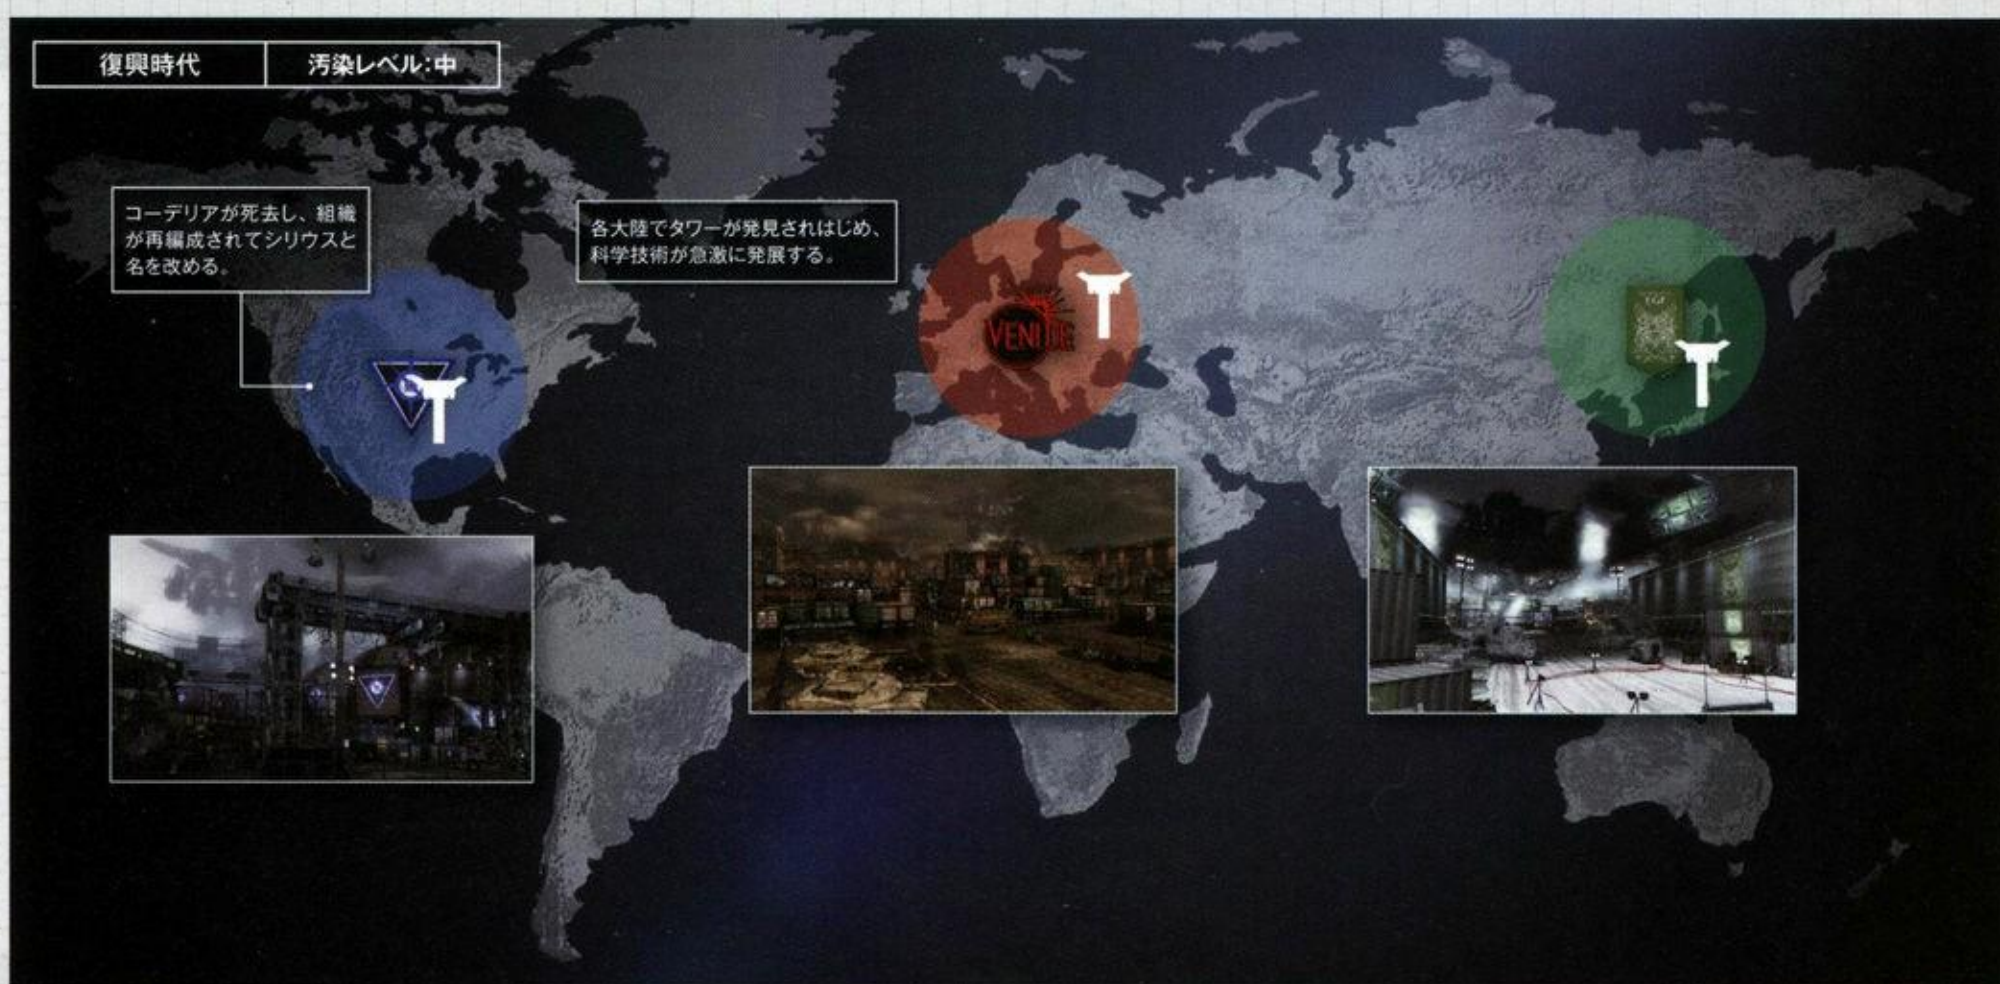 復興時代
汚染レベル:中
コーデリアが死去し、組織
が再編成されてシリウスと
名を改める。
各大陸でタワーが発見されはじめ、
科学技術が急激に発展する。
VENIDE
EGF